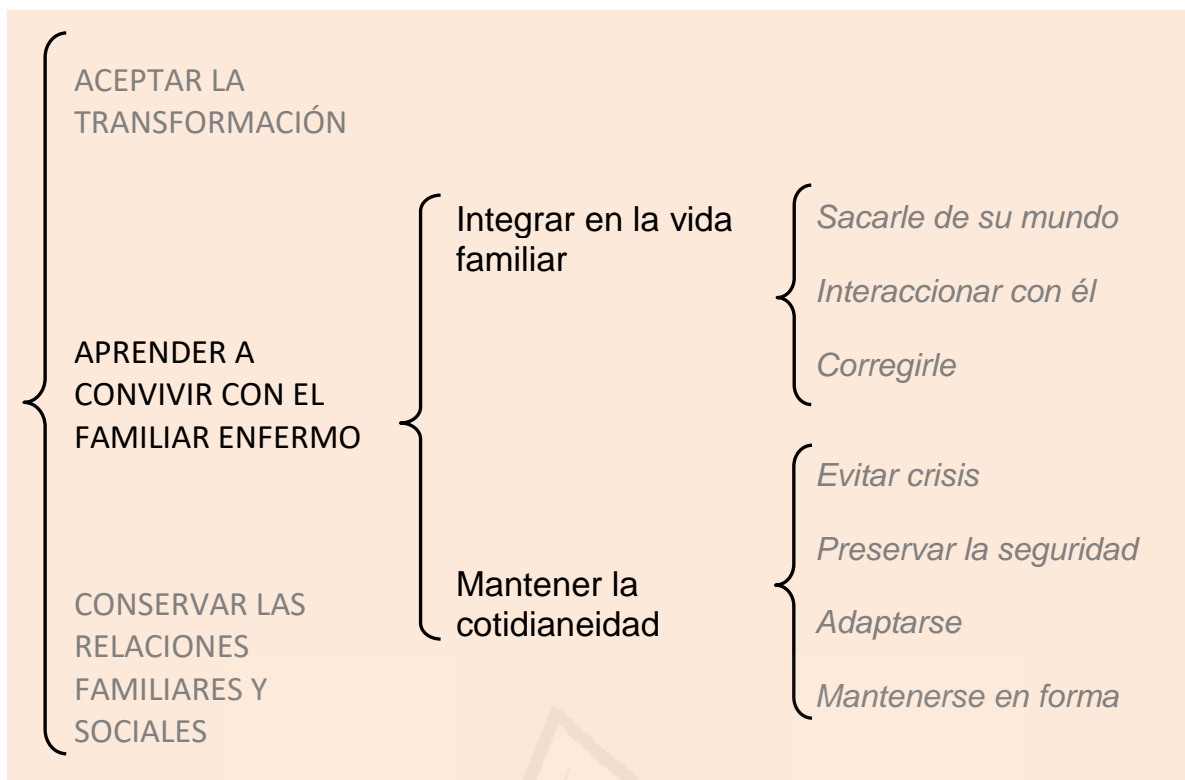 ACEPTAR LA
TRANSFORMACIÓN
APRENDER A
CONVIVIR CON EL
FAMILIAR ENFERMO
CONSERVAR LAS
RELACIONES
FAMILIARES Y
SOCIALES
Integrar en la vida
familiar
Mantener la
cotidianeidad
Sacarle de su mundo
Interaccionar con él
Corregirle
Evitar crisis
Preservar la seguridad
Adaptarse
Mantenerse en forma